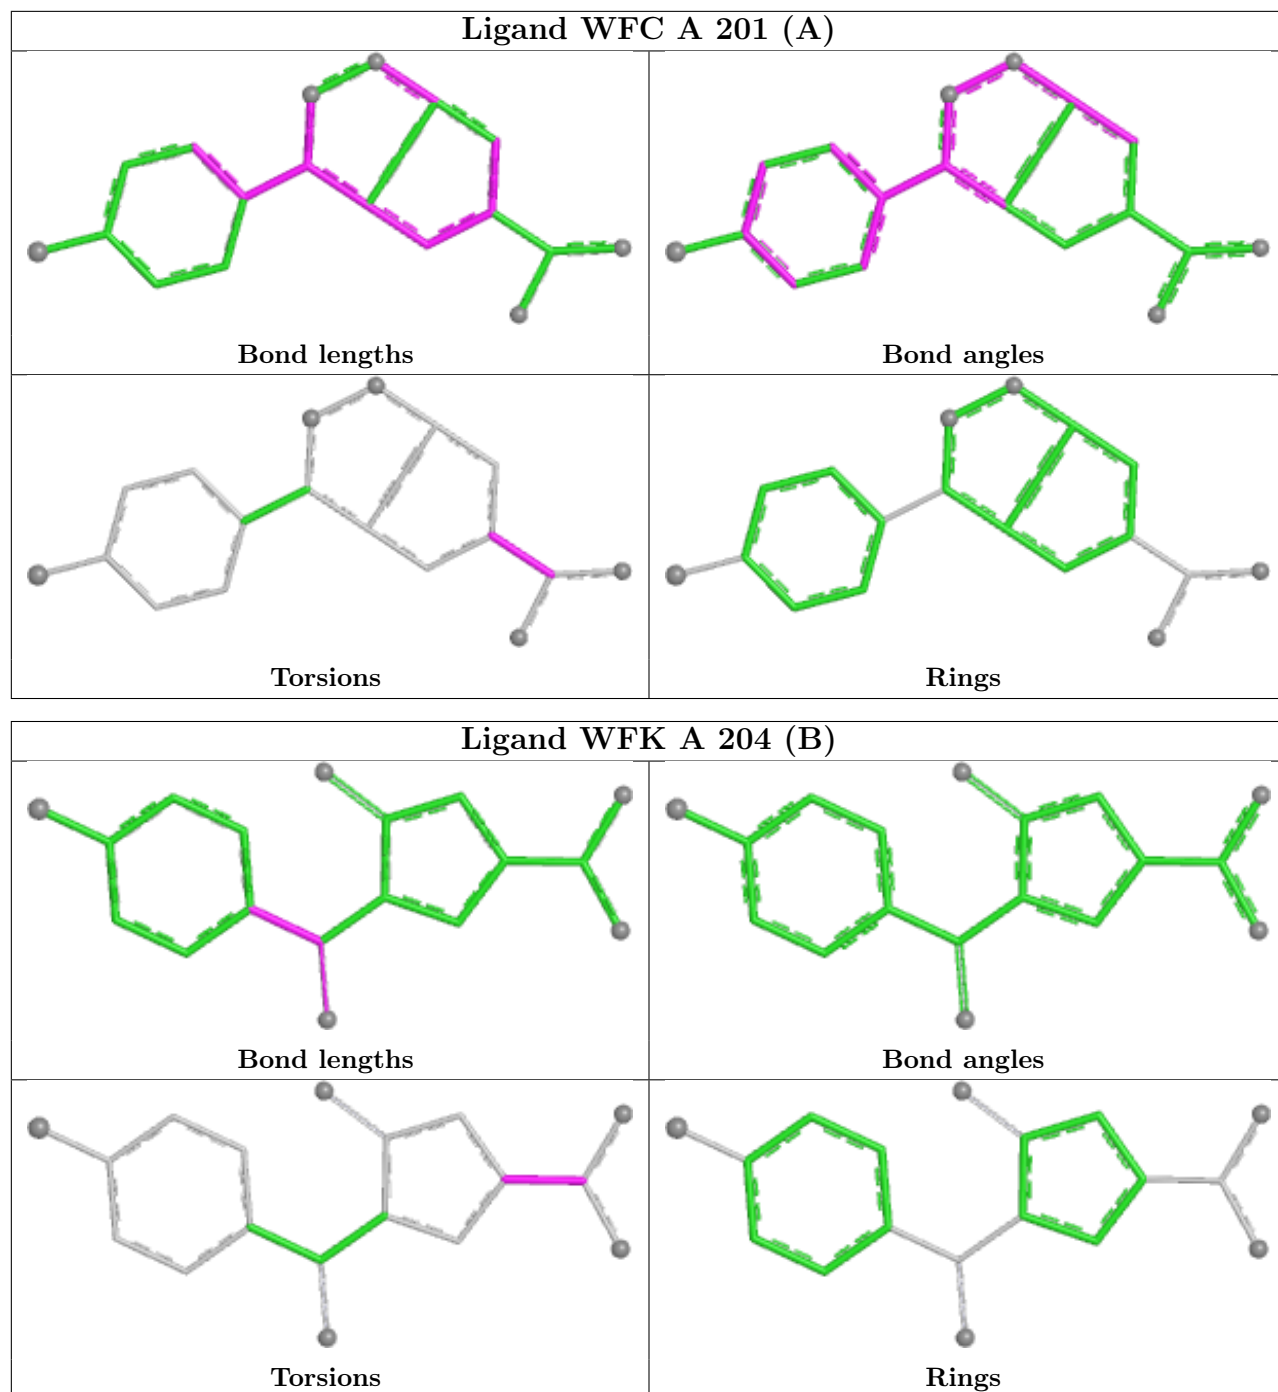 Ligand WFC A 201 (A)
Bond lengths
Bond angles
Torsions
Rings
Ligand WFK A 204 (B)
Bond lengths
Bond angles
Torsions
Rings